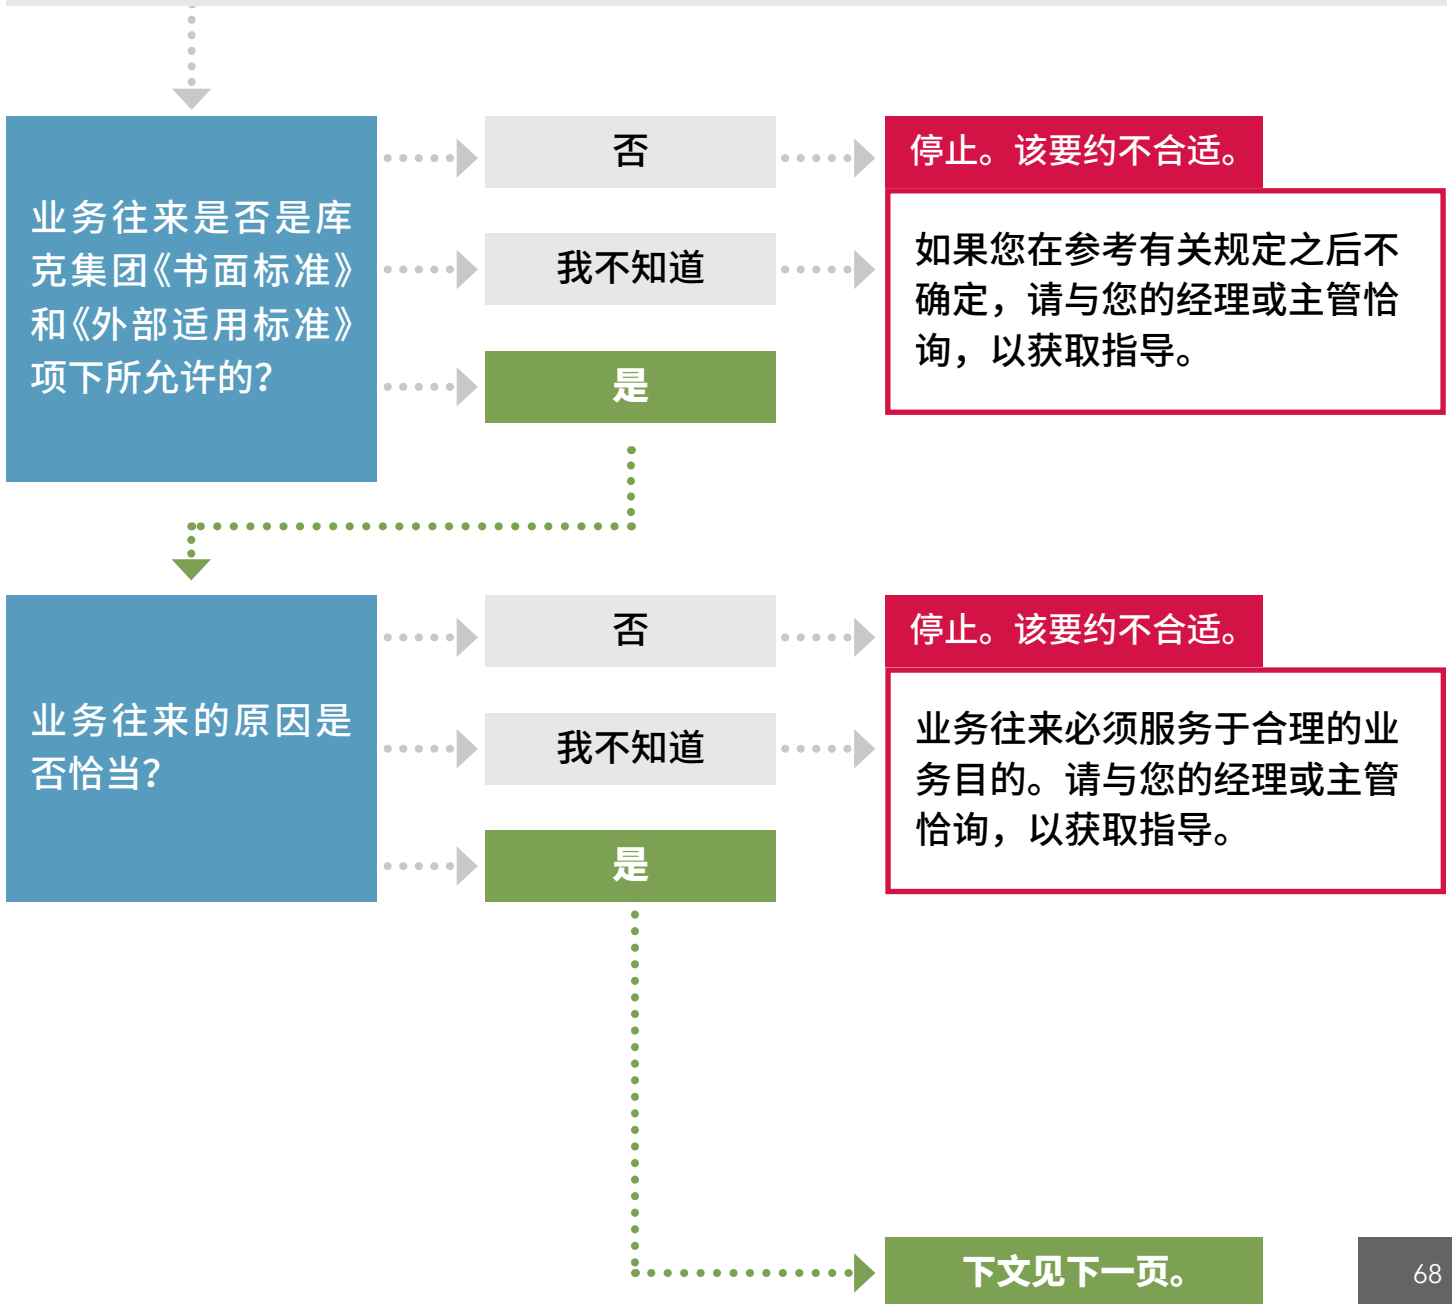 业务往来是否是库
克集团《书面标准》
和《外部适用标准》
项下所允许的?
否
我不知道
是
停止。该要约不合适。
如果您在参考有关规定之后不
确定，请与您的经理或主管恰
询，以获取指导。
业务往来的原因是
否恰当?
否
我不知道
是
停止。该要约不合适。
业务往来必须服务于合理的业
务目的。请与您的经理或主管
恰询，以获取指导。
下文见下一页。
68